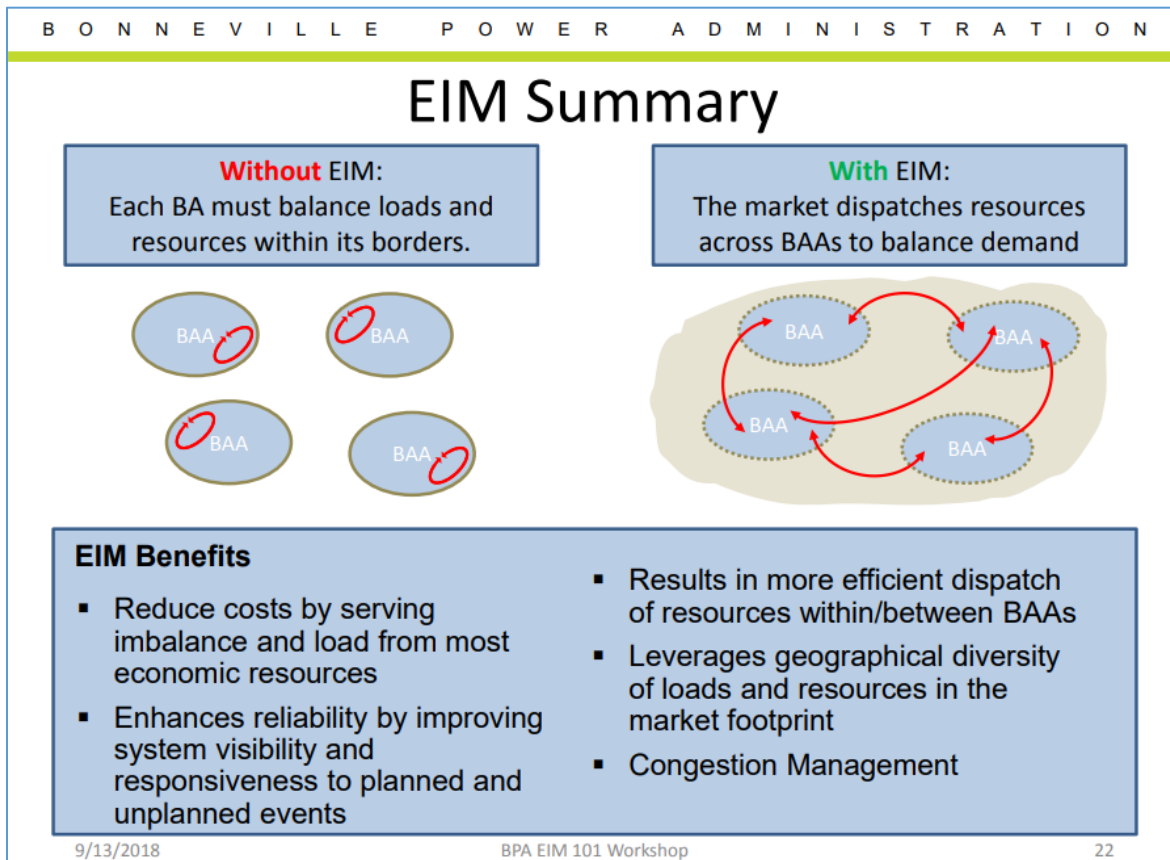 BONNEVILLE POWER ADMINISTRATION
EIM Summary
Without EIM:
Each BA must balance loads and
resources within its borders.
With EIM:
The market dispatches resources
across BAAs to balance demand
BAA
BAA
BAA
BAA
BAA
BAA
BAA
BAA
EIM Benefits
▪ Reduce costs by serving
imbalance and load from most
economic resources
▪ Enhances reliability by improving
system visibility and
responsiveness to planned and
unplanned events
▪ Results in more efficient dispatch
of resources within/between BAAs
▪ Leverages geographical diversity
of loads and resources in the
market footprint
▪ Congestion Management
9/13/2018
BPA EIM 101 Workshop
22